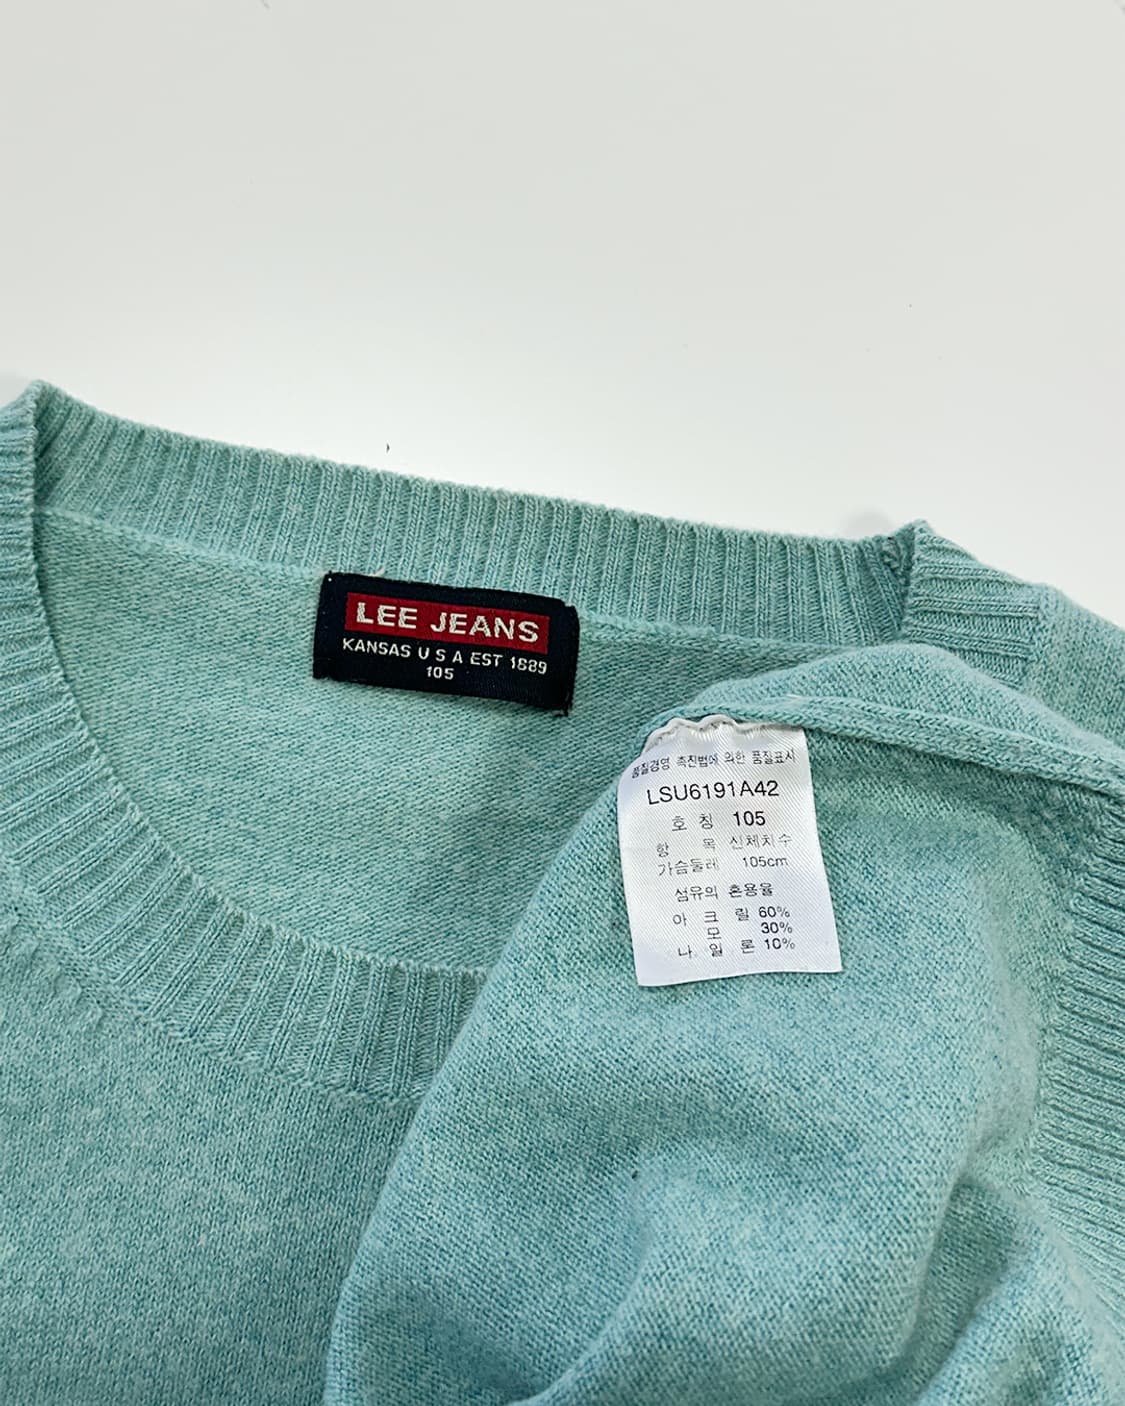 LEE JEANS
KANSAS U S A EST 1889
105
품질경영 촉진법에 의한 품질표시
LSU6191A42
호 칭 105
항 목 신체치수
가슴둘레 105cm
섬유의 혼용율
아 크 릴 60%
모 30%
나 일 론 10%